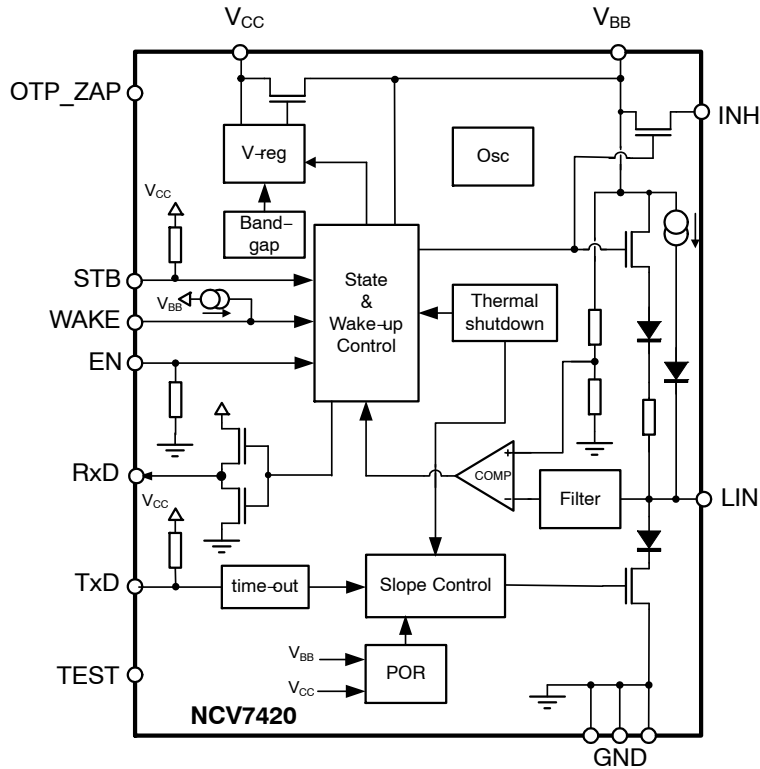 VCC
VBB
OTP_ZAP
INH
V-reg
Osc
VCC
Band-
gap
STB
State
&
Wake-up
Control
Thermal
shutdown
VBB
WAKE
EN
RxD
COMP
+
-
Filter
LIN
VCC
TxD
time-out
Slope Control
VBB
POR
VCC
TEST
NCV7420
GND